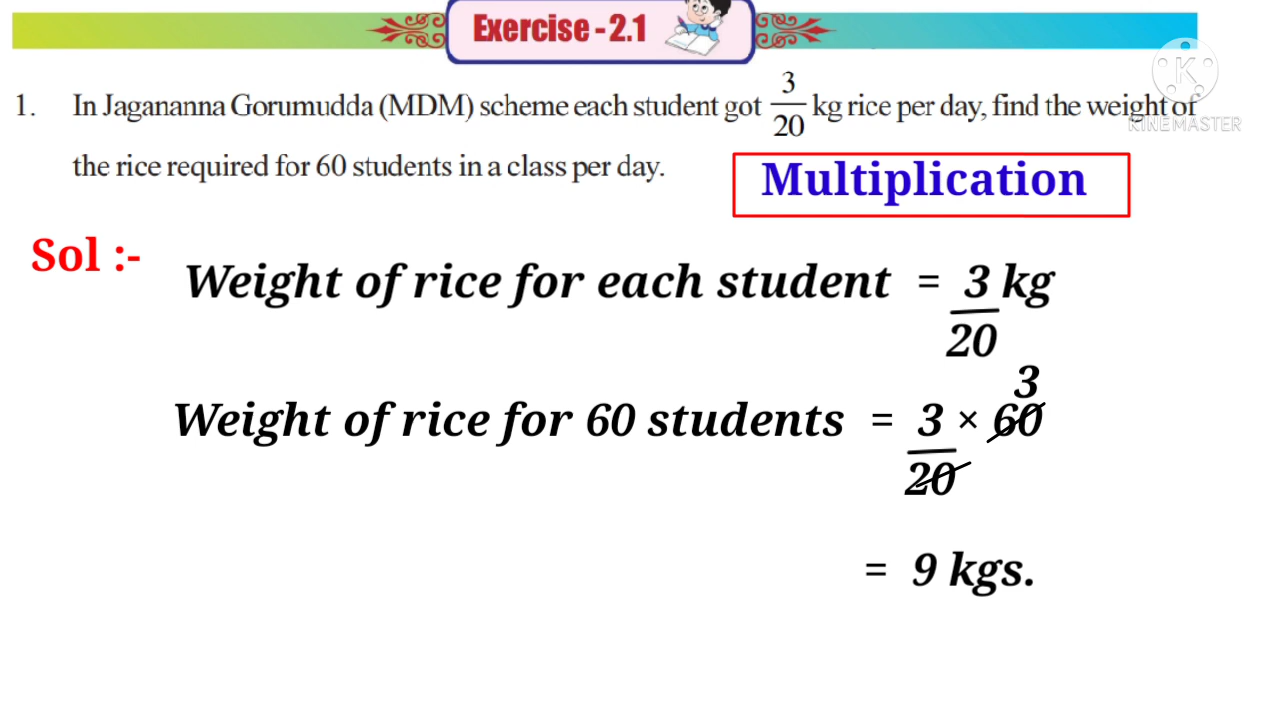 Exercise - 2.1
KINEMASTER
1. In Jagananna Gorumudda (MDM) scheme each student got 3/20 kg rice per day, find the weight of
the rice required for 60 students in a class per day.
Multiplication
Sol :-
Weight of rice for each student = 3/20 kg
Weight of rice for 60 students = 3/20 × 60 3
= 9 kgs.